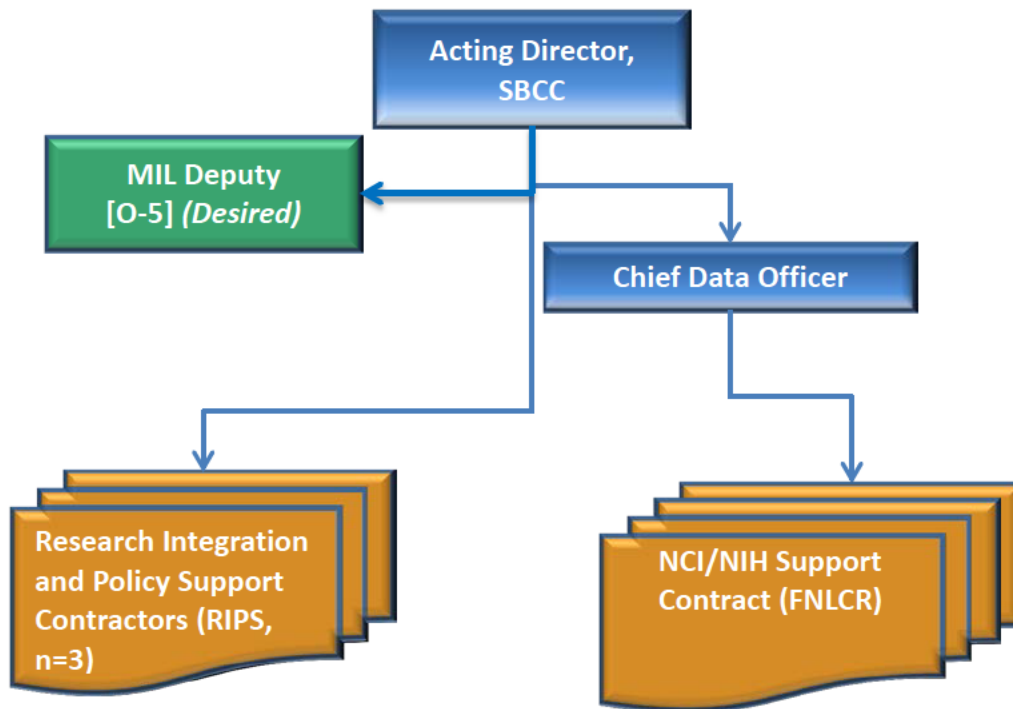 Acting Director,
SBCC
MIL Deputy
[O-5] (Desired)
Chief Data Officer
Research Integration
and Policy Support
Contractors (RIPS,
n=3)
NCI/NIH Support
Contract (FNLCR)